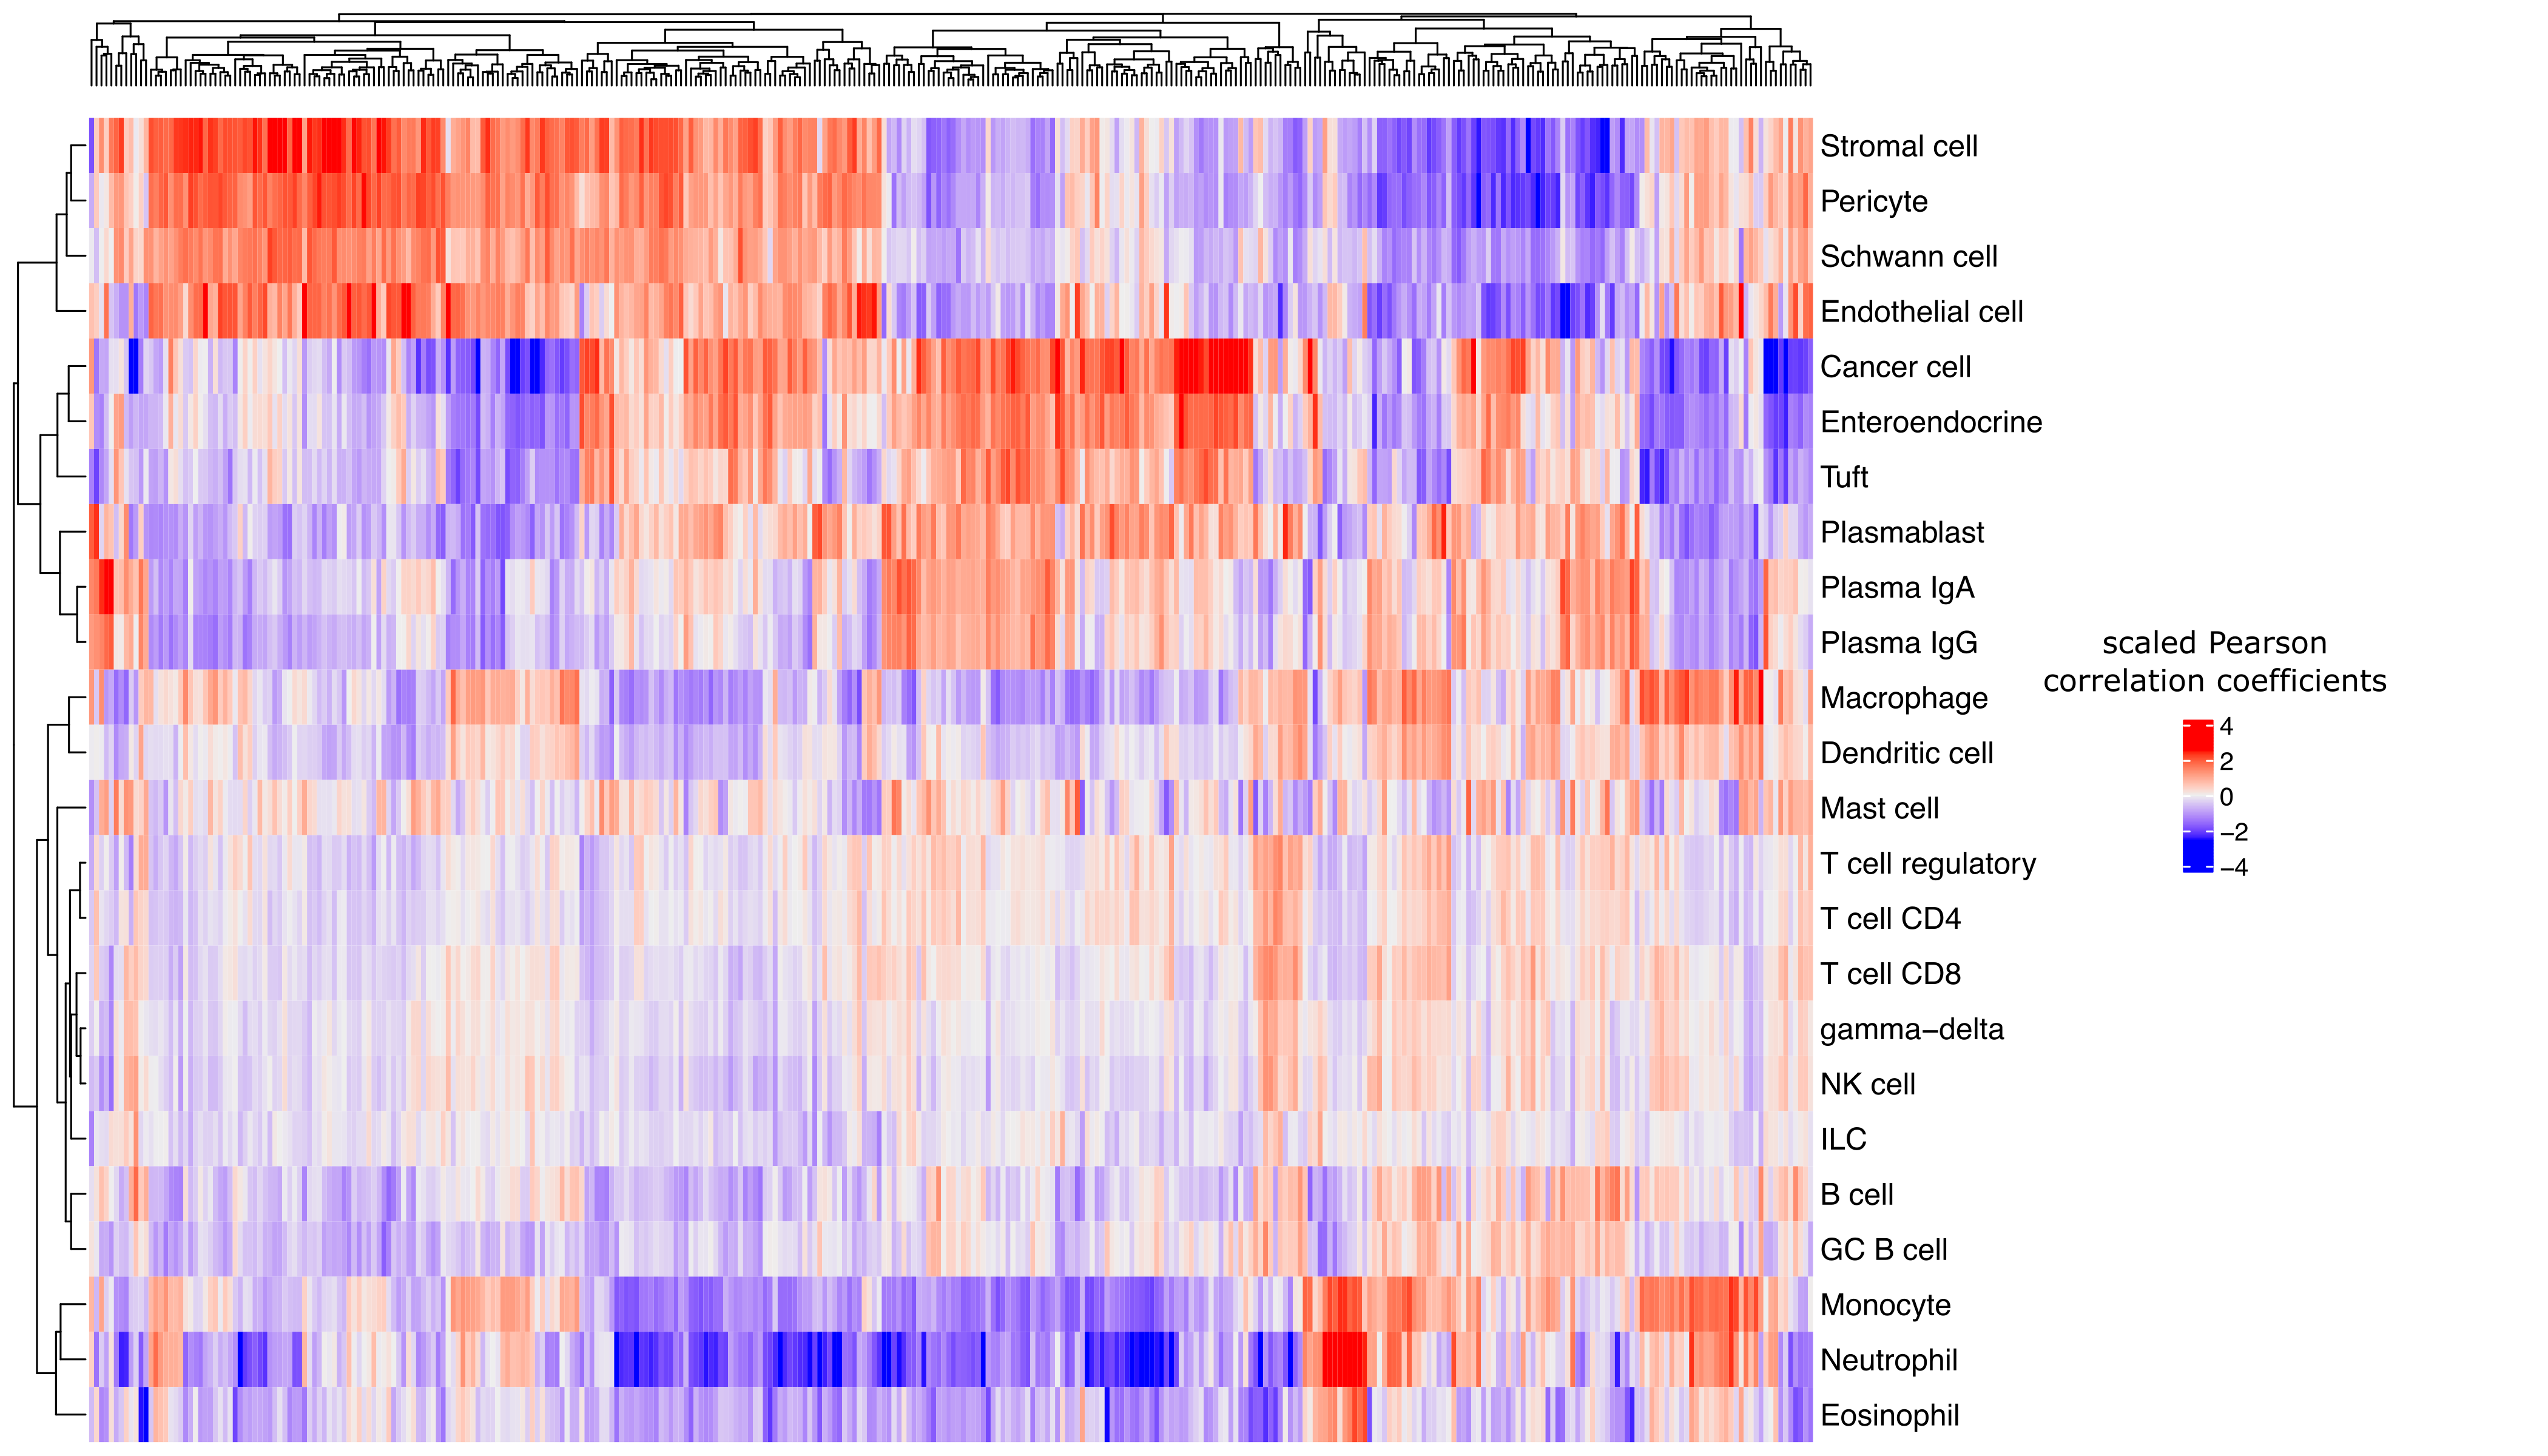 Stromal cell
Pericyte
Schwann cell
Endothelial cell
Cancer cell
Enteroendocrine
Tuft
Plasmablast
Plasma IgA
Plasma IgG
Macrophage
Dendritic cell
Mast cell
T cell regulatory
T cell CD4
T cell CD8
gamma−delta
NK cell
ILC
B cell
GC B cell
Monocyte
Neutrophil
Eosinophil
scaled Pearson
correlation coefficients
4
2
0
−2
−4